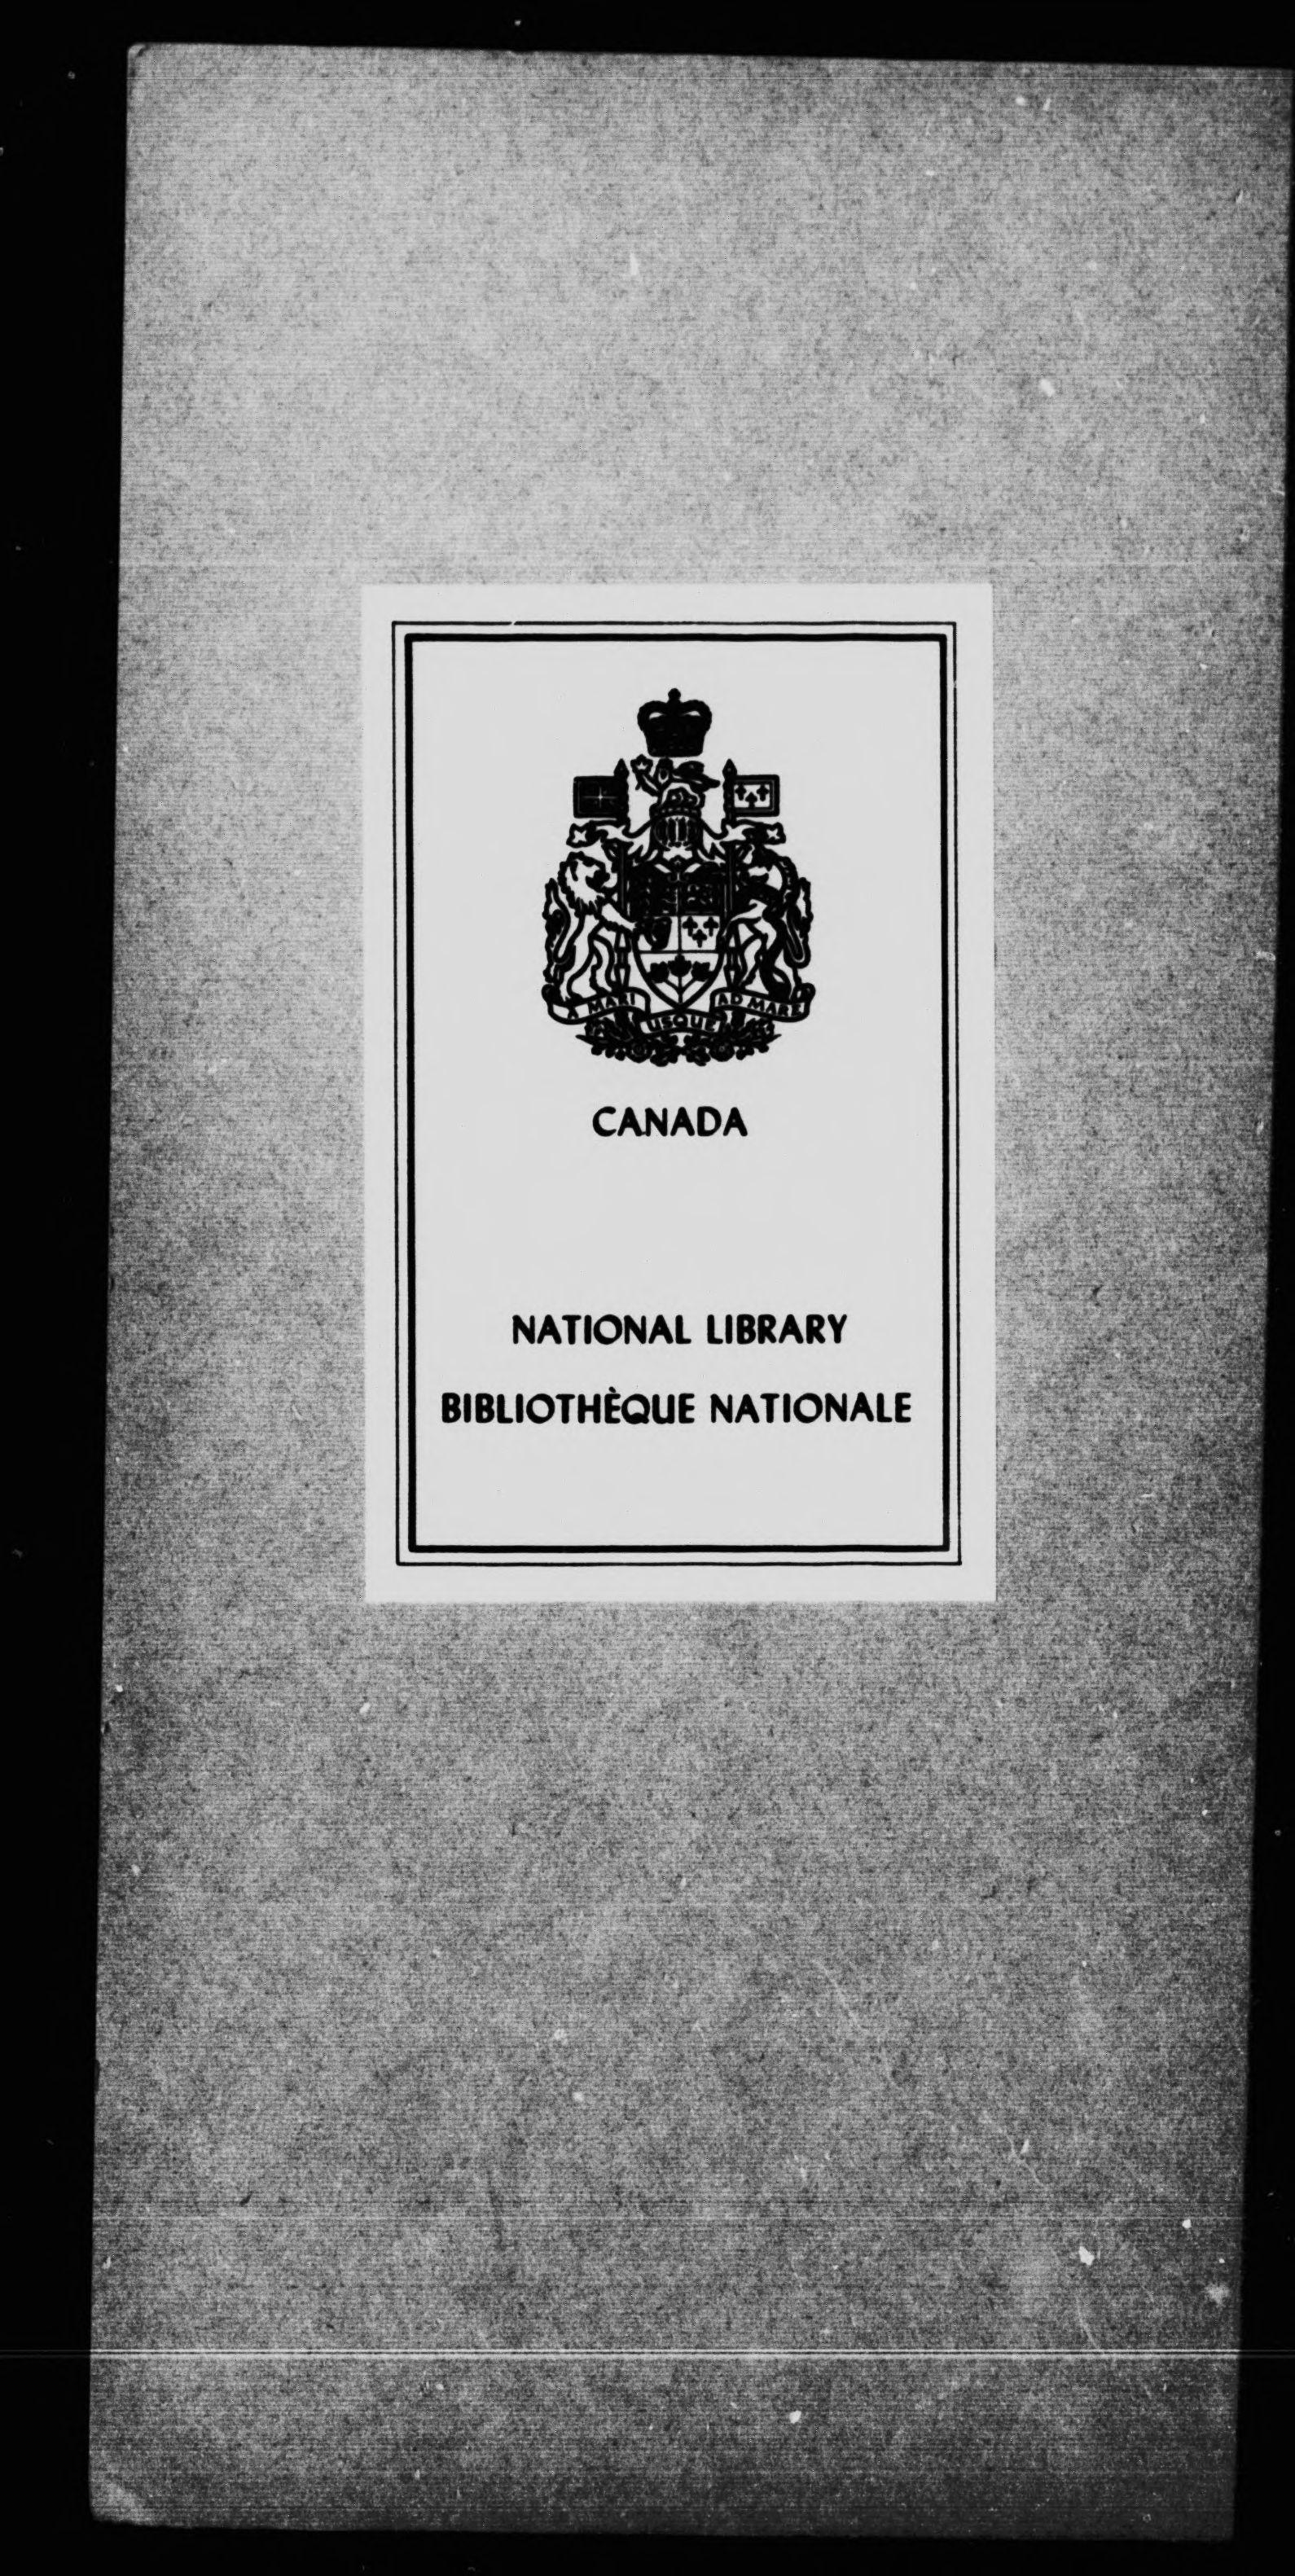 A MARI USQUE AD MARE
CANADA
NATIONAL LIBRARY
BIBLIOTHÈQUE NATIONALE